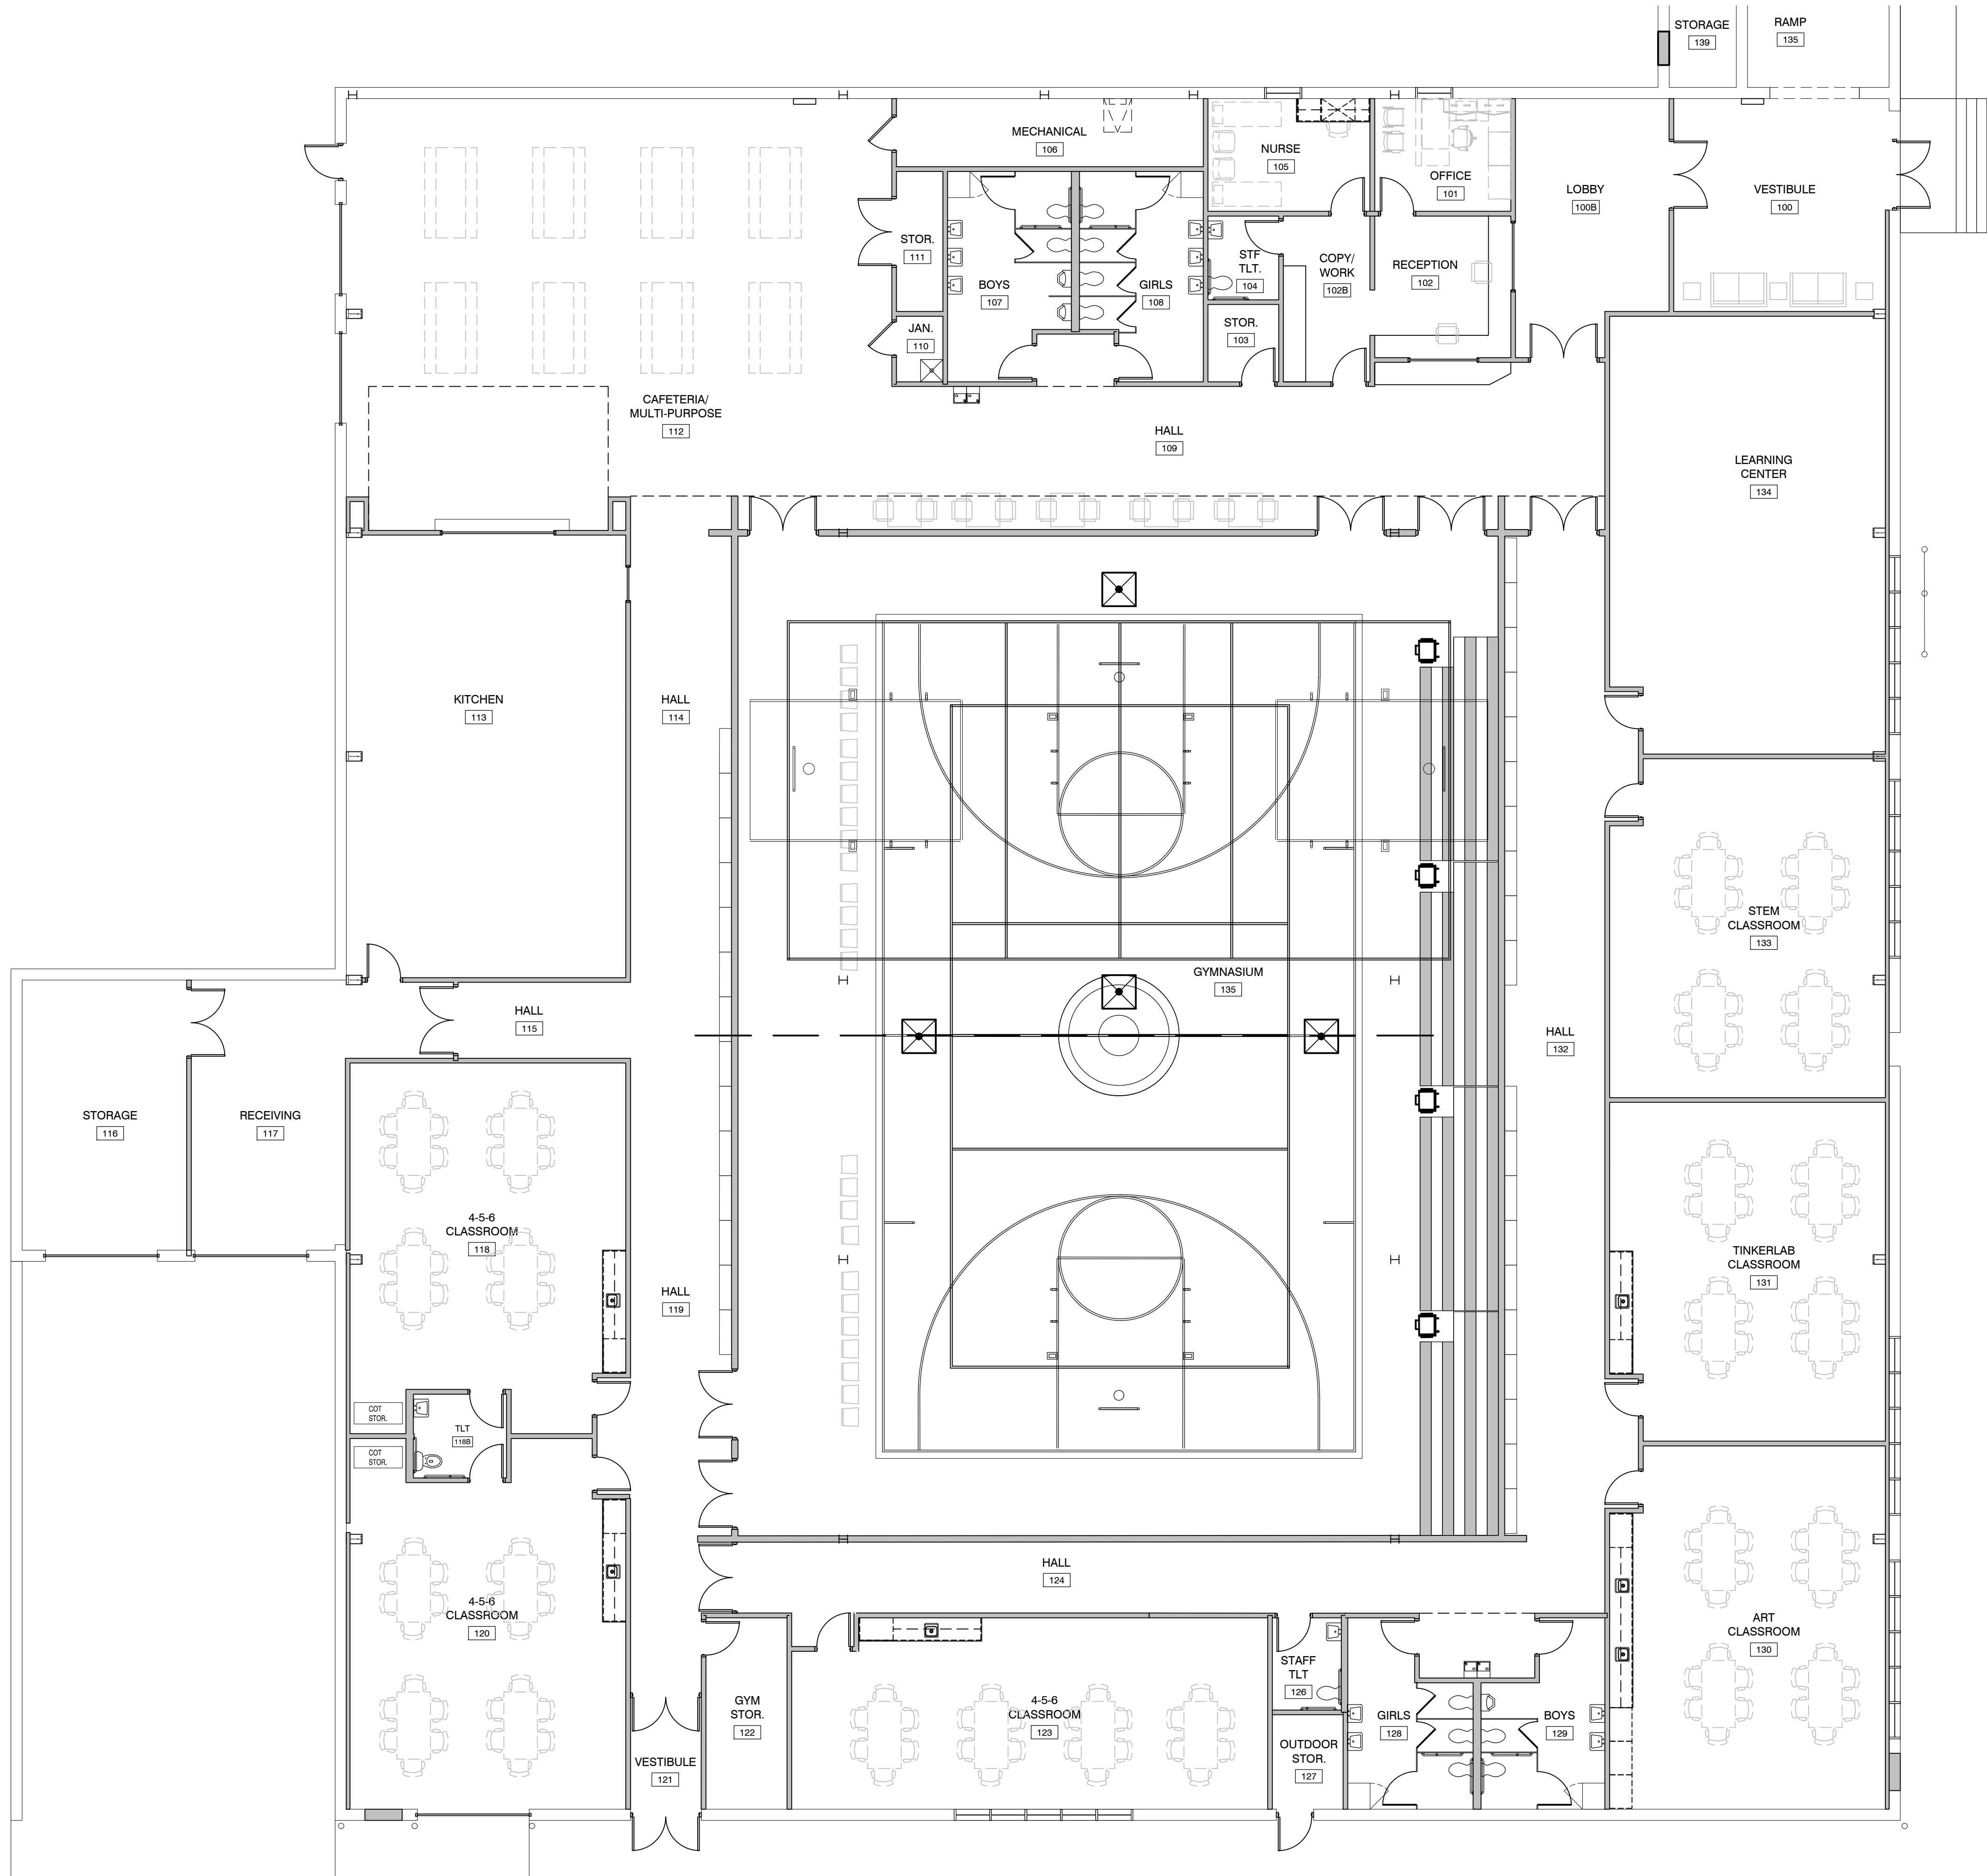 STORAGE
139
RAMP
135
MECHANICAL
106
NURSE
105
OFFICE
101
LOBBY
100B
VESTIBULE
100
STOR.
111
BOYS
107
GIRLS
108
STF
TLT.
104
COPY/
WORK
102B
RECEPTION
102
JAN.
110
STOR.
103
CAFETERIA/
MULTI-PURPOSE
112
HALL
109
LEARNING
CENTER
134
KITCHEN
113
HALL
114
STEM
CLASSROOM
133
GYMNASIUM
135
HALL
115
HALL
132
STORAGE
116
RECEIVING
117
4-5-6
CLASSROOM
118
TINKERLAB
CLASSROOM
131
HALL
119
COT
STOR.
TLT
118B
COT
STOR.
HALL
124
4-5-6
CLASSROOM
120
ART
CLASSROOM
130
STAFF
TLT
126
GYM
STOR.
122
4-5-6
CLASSROOM
123
GIRLS
128
BOYS
129
OUTDOOR
STOR.
127
VESTIBULE
121